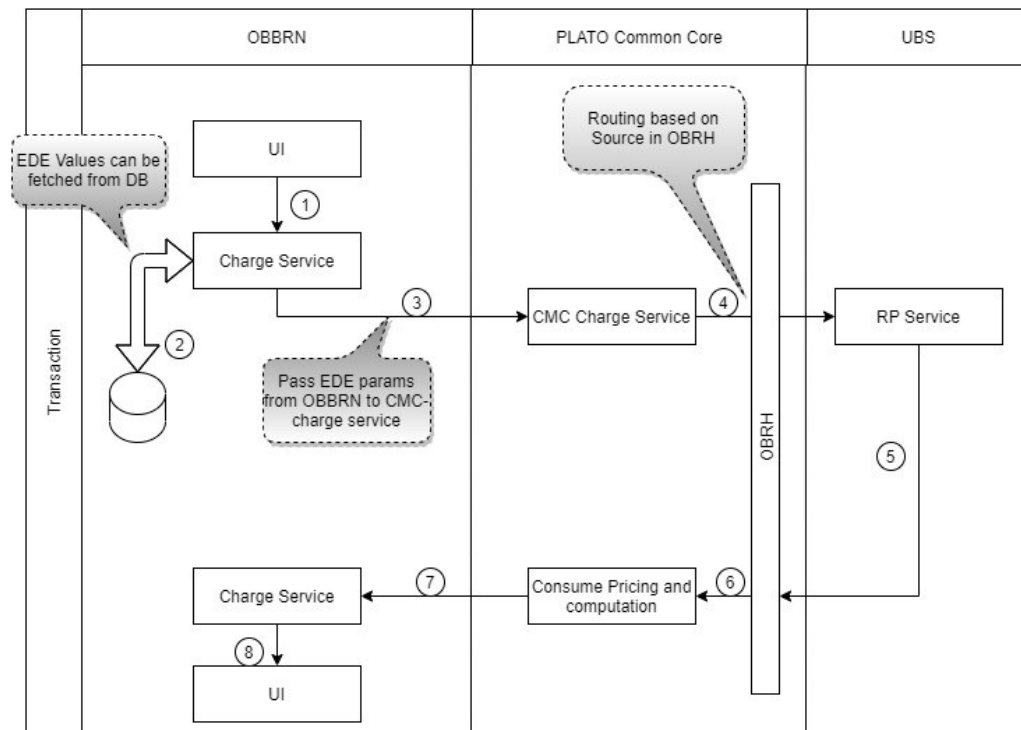 OBBRN
PLATO Common Core
UBS
Transaction
EDE Values can be
fetched from DB
UI
Routing based on
Source in OBRH
1
Charge Service
2
3
Pass EDE params
from OBBRN to CMC-
charge service
CMC Charge Service
4
OBRH
RP Service
5
Charge Service
7
Consume Pricing and
computation
6
8
UI